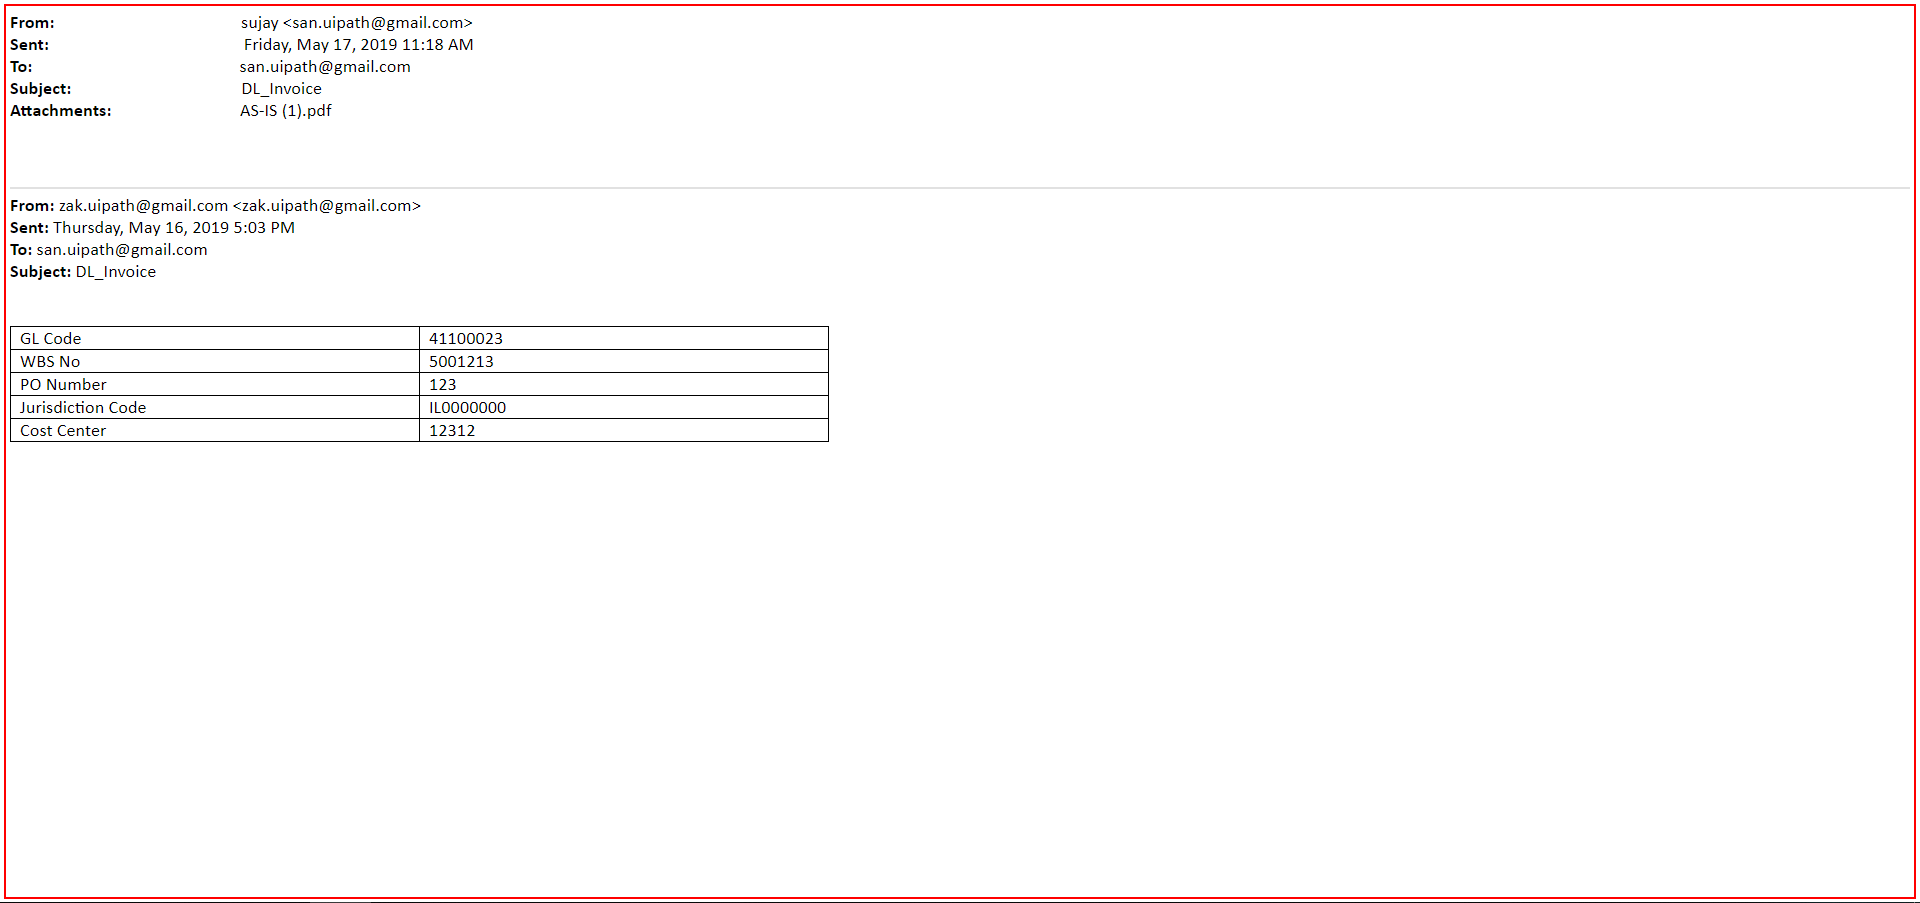 From: sujay <san.uipath@gmail.com>
Sent: Friday, May 17, 2019 11:18 AM
To: san.uipath@gmail.com
Subject: DL_Invoice
Attachments: AS-IS (1).pdf
From: zak.uipath@gmail.com <zak.uipath@gmail.com>
Sent: Thursday, May 16, 2019 5:03 PM
To: san.uipath@gmail.com
Subject: DL_Invoice
GL Code 41100023
WBS No 5001213
PO Number 123
Jurisdiction Code IL0000000
Cost Center 12312